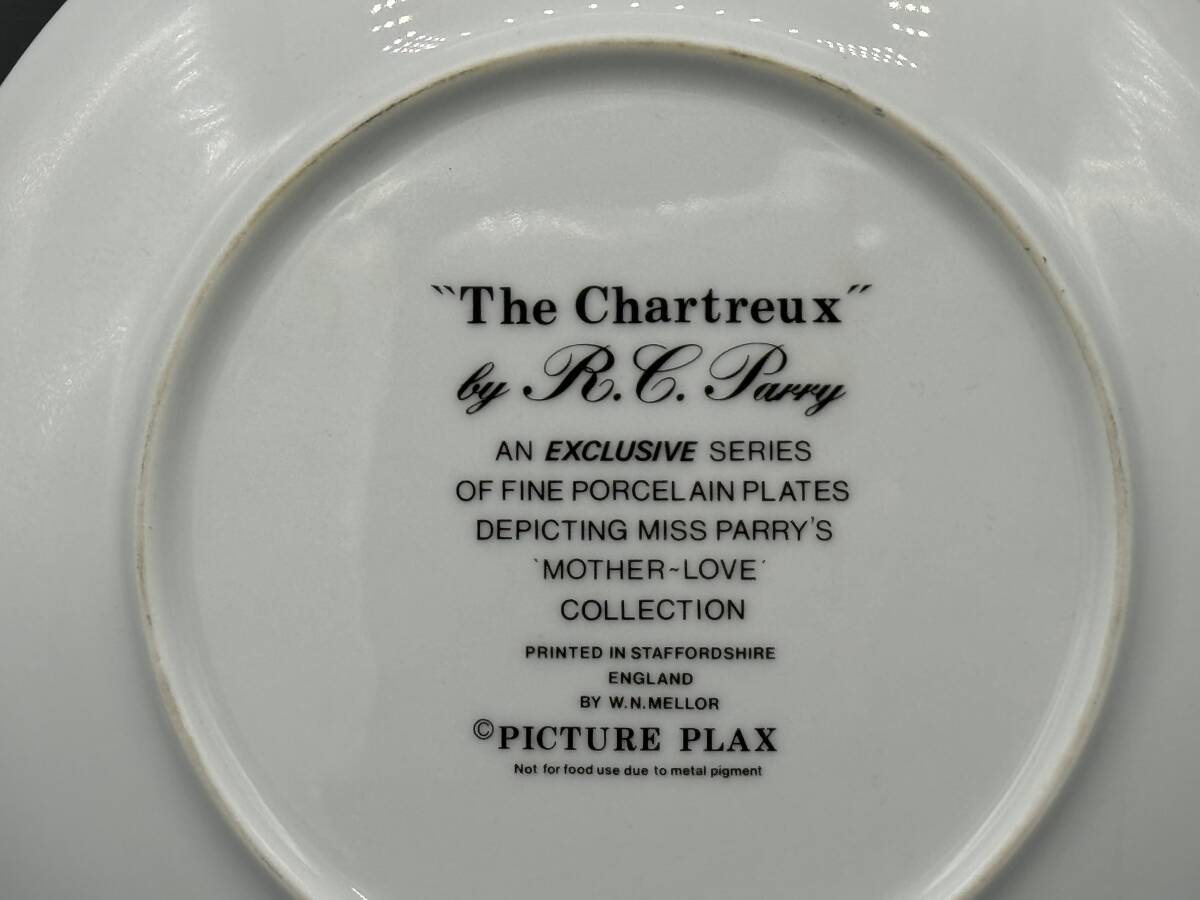 ``The Chartreux´´
by R.C. Parry
AN EXCLUSIVE SERIES
OF FINE PORCELAIN PLATES
DEPICTING MISS PARRY'S
`MOTHER~LOVE´
COLLECTION
PRINTED IN STAFFORDSHIRE
ENGLAND
BY W.N.MELLOR
©PICTURE PLAX
Not for food use due to metal pigment